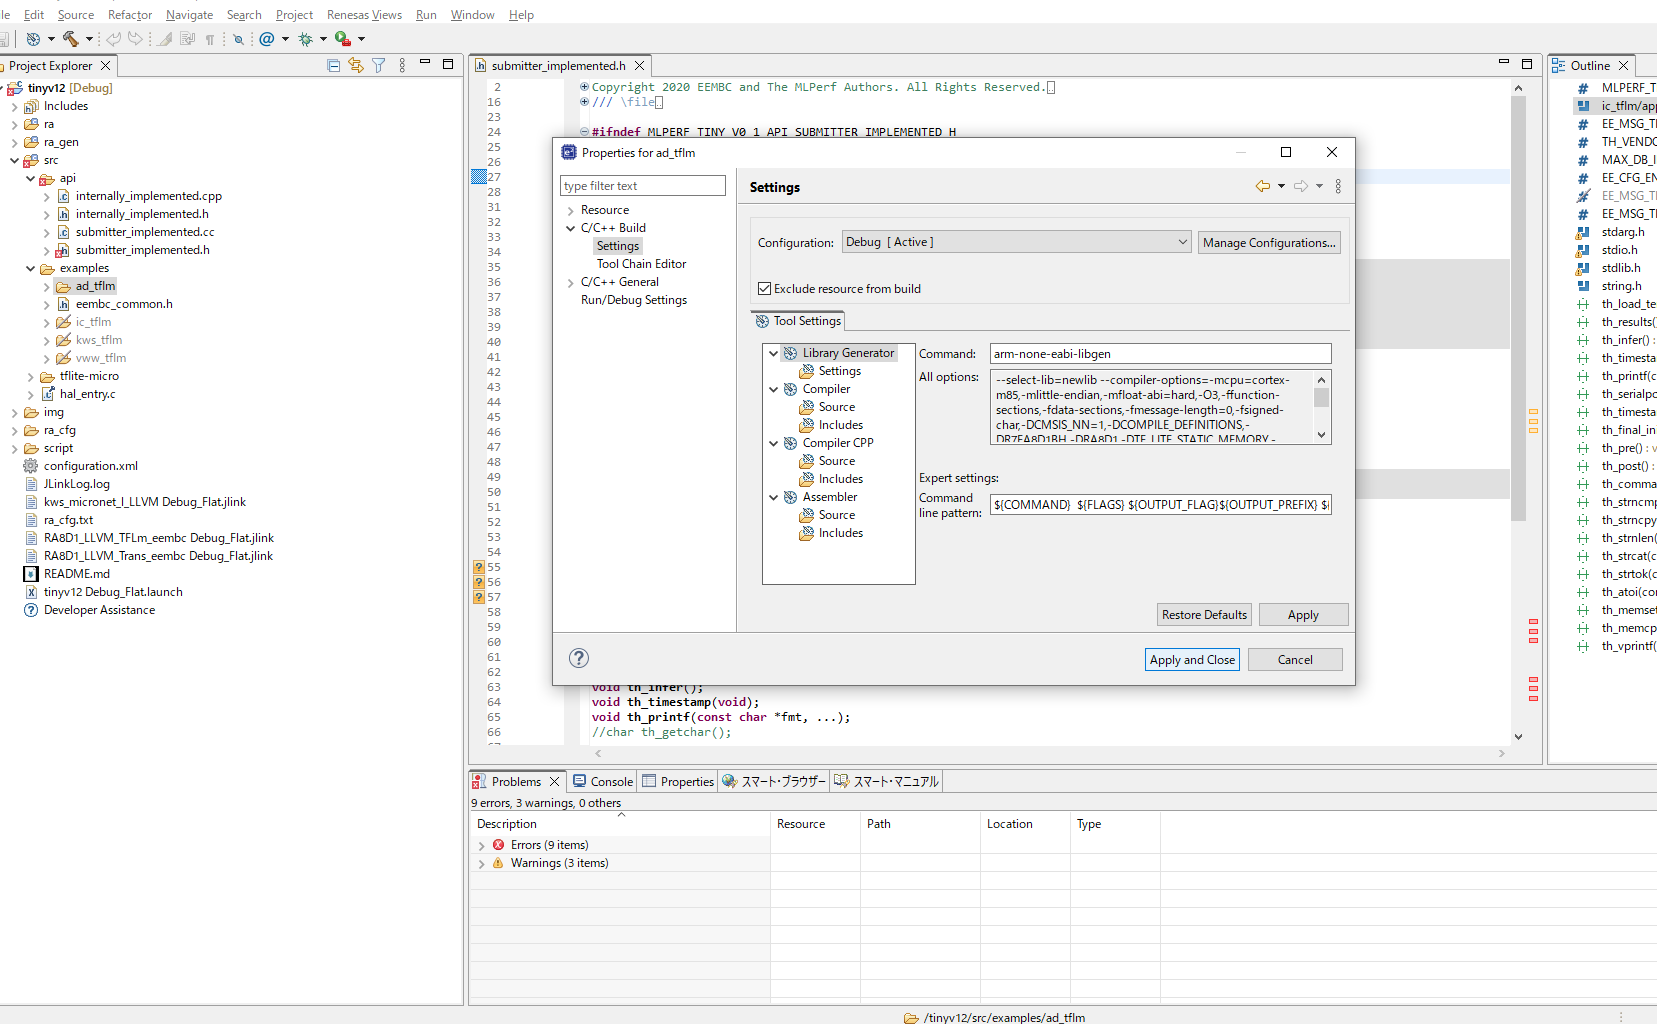 Edit Source Refactor Navigate Search Project Renesas Views Run Window Help
Project Explorer
tinyv12 [Debug]
Includes
ra
ra_gen
src
api
internally_implemented.cpp
internally_implemented.h
submitter_implemented.cc
submitter_implemented.h
examples
ad_tflm
eembc_common.h
ic_tflm
kws_tflm
vww_tflm
tflite-micro
hal_entry.c
img
ra_cfg
script
configuration.xml
JLinkLog.log
kws_micronet_l_LLVM Debug_Flat.jlink
ra_cfg.txt
RA8D1_LLVM_TFLm_eembc Debug_Flat.jlink
RA8D1_LLVM_Trans_eembc Debug_Flat.jlink
README.md
tinyv12 Debug_Flat.launch
Developer Assistance
submitter_implemented.h
2 Copyright 2020 EEMBC and The MLPerf Authors. All Rights Reserved.
16 /// \file
23
24 #ifndef MLPERF_TINY_V0_1_API_SUBMITTER_IMPLEMENTED_H_
25
26
27
28
31
32
33
34
35
36
37
38
39
40
41
42
43
44
45
46
47
48
49
50
51
52
53
54
55
56
57
58
59
60
61
62
63 void th_infer();
64 void th_timestamp(void);
65 void th_printf(const char *fmt, ...);
66 //char th_getchar();
Properties for ad_tflm
type filter text
Resource
C/C++ Build
Settings
Tool Chain Editor
C/C++ General
Run/Debug Settings
Settings
Configuration: Debug [ Active ] Manage Configurations...
Exclude resource from build
Tool Settings
Library Generator
Settings
Compiler
Source
Includes
Compiler CPP
Source
Includes
Assembler
Source
Includes
Command: arm-none-eabi-libgen
All options: --select-lib=newlib --compiler-options=-mcpu=cortex-
m85,-mlittle-endian,-mfloat-abi=hard,-O3,-ffunction-
sections,-fdata-sections,-fmessage-length=0,-fsigned-
char,-DCMSIS_NN=1,-DCOMPILE_DEFINITIONS,-
DR7FA8D1BH,-DRA8D1,-DTF_LITE_STATIC_MEMORY,-
Expert settings:
Command
line pattern: ${COMMAND} ${FLAGS} ${OUTPUT_FLAG}${OUTPUT_PREFIX} $
Restore Defaults Apply
Apply and Close Cancel
Outline
MLPERF_T
ic_tflm/ap
EE_MSG_T
TH_VENDO
MAX_DB_I
EE_CFG_EN
EE_MSG_T
EE_MSG_T
stdarg.h
stdio.h
stdlib.h
string.h
th_load_te
th_results()
th_infer() :
th_timesta
th_printf(c
th_serialpo
th_timesta
th_final_in
th_pre() : v
th_post() :
th_comma
th_strncmp
th_strncpy
th_strnlen(
th_strcat(c
th_strtok(c
th_atoi(con
th_memset
th_memcp
th_vprintf(
Problems Console Properties スマート・ブラウザー スマート・マニュアル
9 errors, 3 warnings, 0 others
Description Resource Path Location Type
Errors (9 items)
Warnings (3 items)
/tinyv12/src/examples/ad_tflm